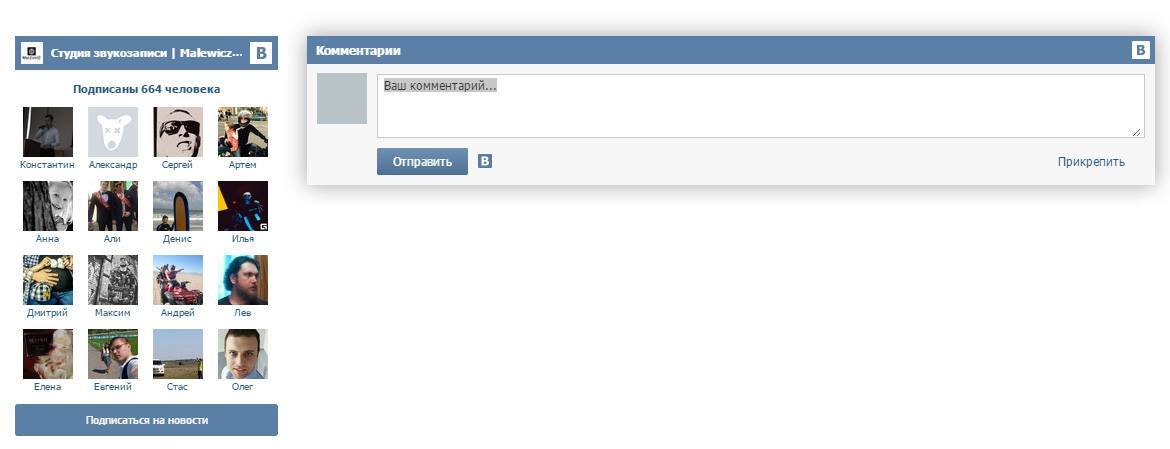 Студия звукозаписи | Malewicz...
B
Подписаны 664 человека
Константин Александр Сергей Артем
Анна Али Денис Илья
Дмитрий Максим Андрей Лев
Елена Евгений Стас Олег
Подписаться на новости
Комментарии
B
Ваш комментарий...
Отправить B Прикрепить